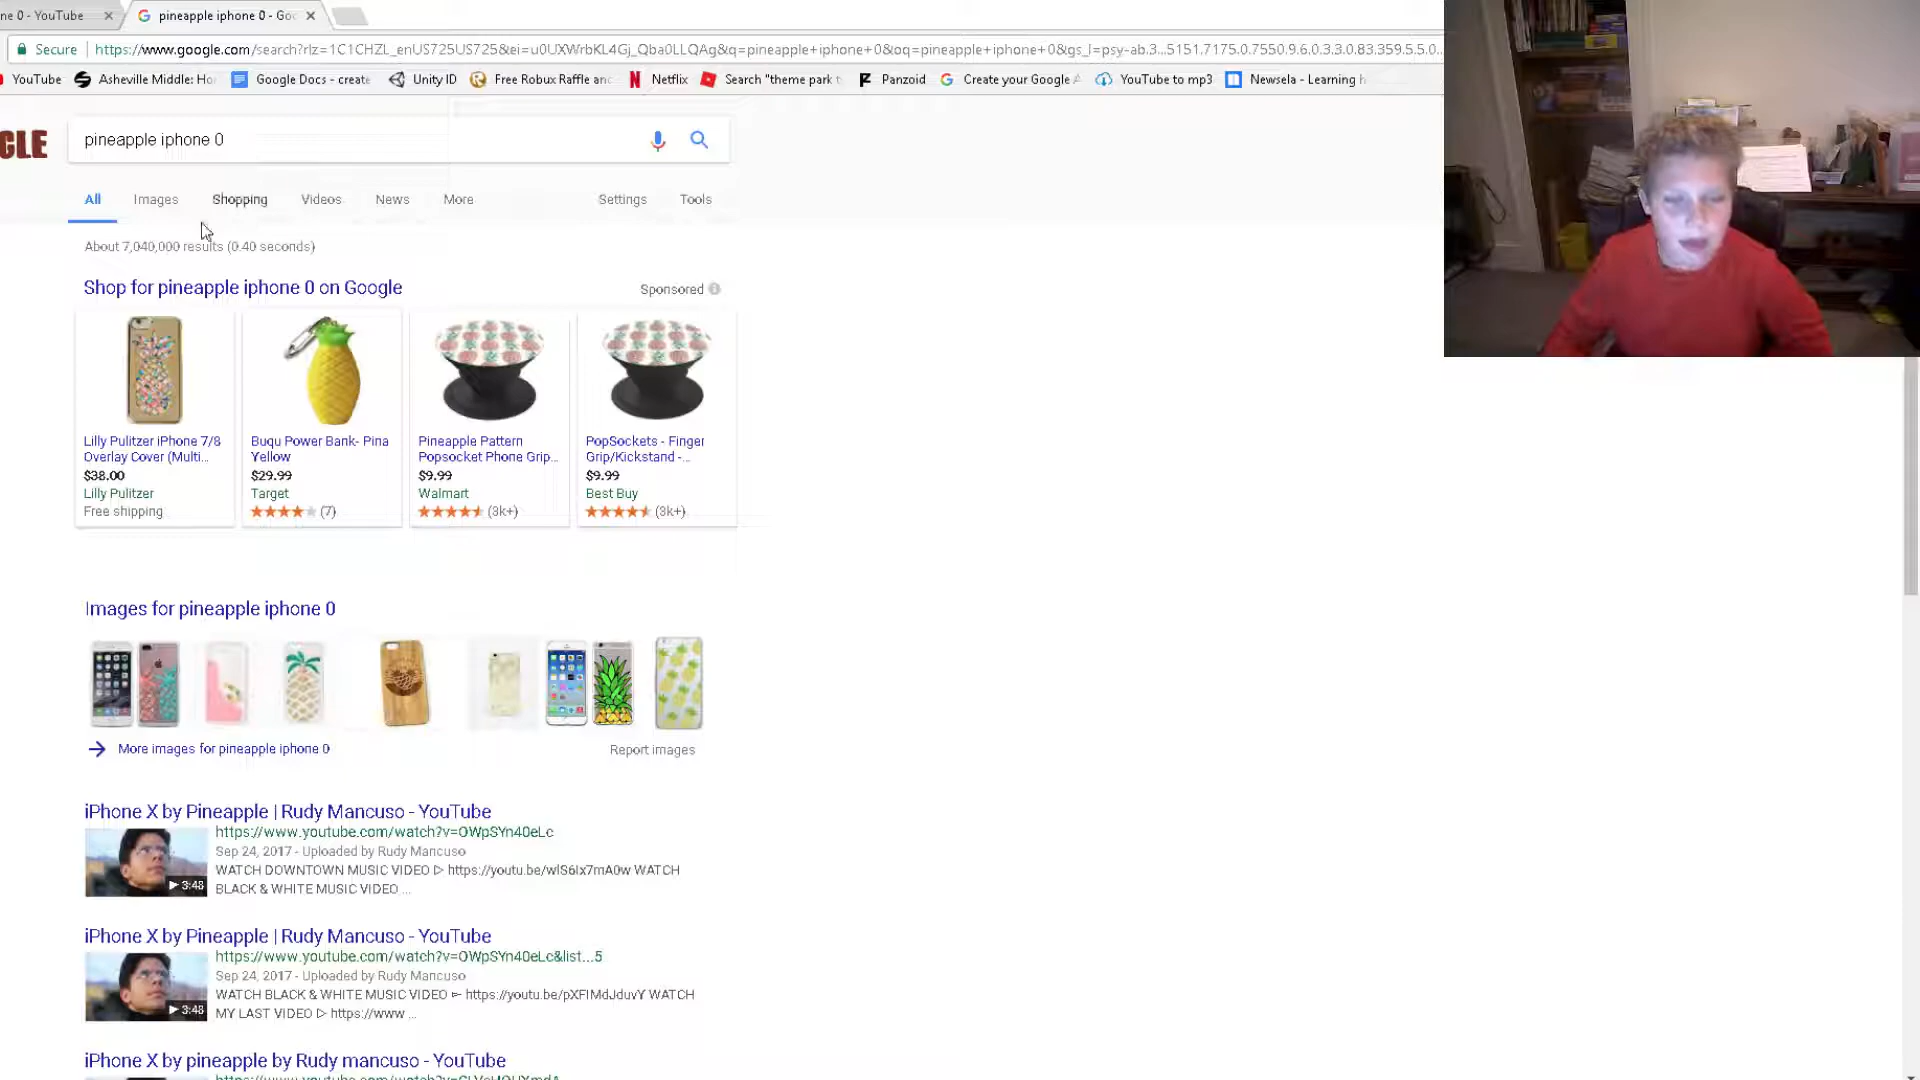 ne 0 - YouTube
pineapple iphone 0 - Goo
Secure
https://www.google.com/search?rlz=1C1CHZL_enUS725US725&ei=u0UXWrbKL4Gj_Qba0LLQAg&q=pineapple+iphone+0&oq=pineapple+iphone+0&gs_l=psy-ab.3...5151.7175.0.7550.9.6.0.3.3.0.83.359.5.5.0...
YouTube
Asheville Middle: Ho
Google Docs - create
Unity ID
Free Robux Raffle and
Netflix
Search "theme park t
Panzoid
Create your Google A
YouTube to mp3
Newsela - Learning h
GLE
pineapple iphone 0
All
Images
Shopping
Videos
News
More
Settings
Tools
About 7,040,000 results (0.40 seconds)
Shop for pineapple iphone 0 on Google
Sponsored
Lilly Pulitzer iPhone 7/8
Overlay Cover (Multi...
$38.00
Lilly Pulitzer
Free shipping
Buqu Power Bank- Pina
Yellow
$29.99
Target
(7)
Pineapple Pattern
Popsocket Phone Grip...
$9.99
Walmart
(3k+)
PopSockets - Finger
Grip/Kickstand -...
$9.99
Best Buy
(3k+)
Images for pineapple iphone 0
More images for pineapple iphone 0
Report images
iPhone X by Pineapple | Rudy Mancuso - YouTube
https://www.youtube.com/watch?v=OWpSYn40eLc
Sep 24, 2017 - Uploaded by Rudy Mancuso
WATCH DOWNTOWN MUSIC VIDEO ▷ https://youtu.be/wlS6Ix7mA0w WATCH
BLACK & WHITE MUSIC VIDEO ...
3:48
iPhone X by Pineapple | Rudy Mancuso - YouTube
https://www.youtube.com/watch?v=OWpSYn40eLc&list...5
Sep 24, 2017 - Uploaded by Rudy Mancuso
WATCH BLACK & WHITE MUSIC VIDEO ► https://youtu.be/pXFIMdJduvY WATCH
MY LAST VIDEO ▷ https://www ...
3:48
iPhone X by pineapple by Rudy mancuso - YouTube